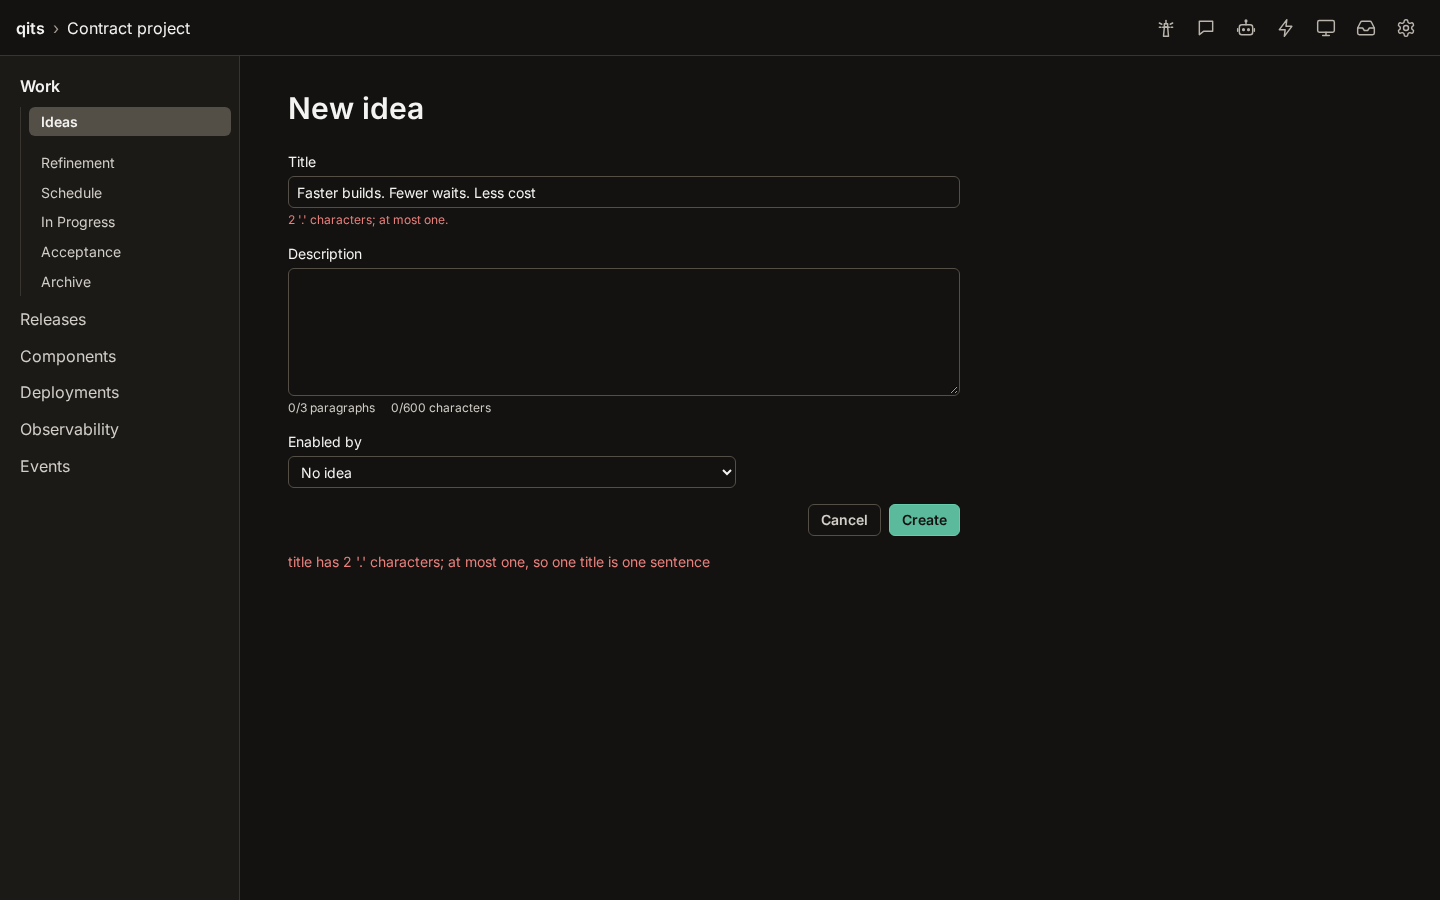 qits › Contract project
Work
Ideas
Refinement
Schedule
In Progress
Acceptance
Archive
Releases
Components
Deployments
Observability
Events
New idea
Title
Faster builds. Fewer waits. Less cost
2 '.' characters; at most one.
Description
0/3 paragraphs 0/600 characters
Enabled by
No idea
Cancel Create
title has 2 '.' characters; at most one, so one title is one sentence